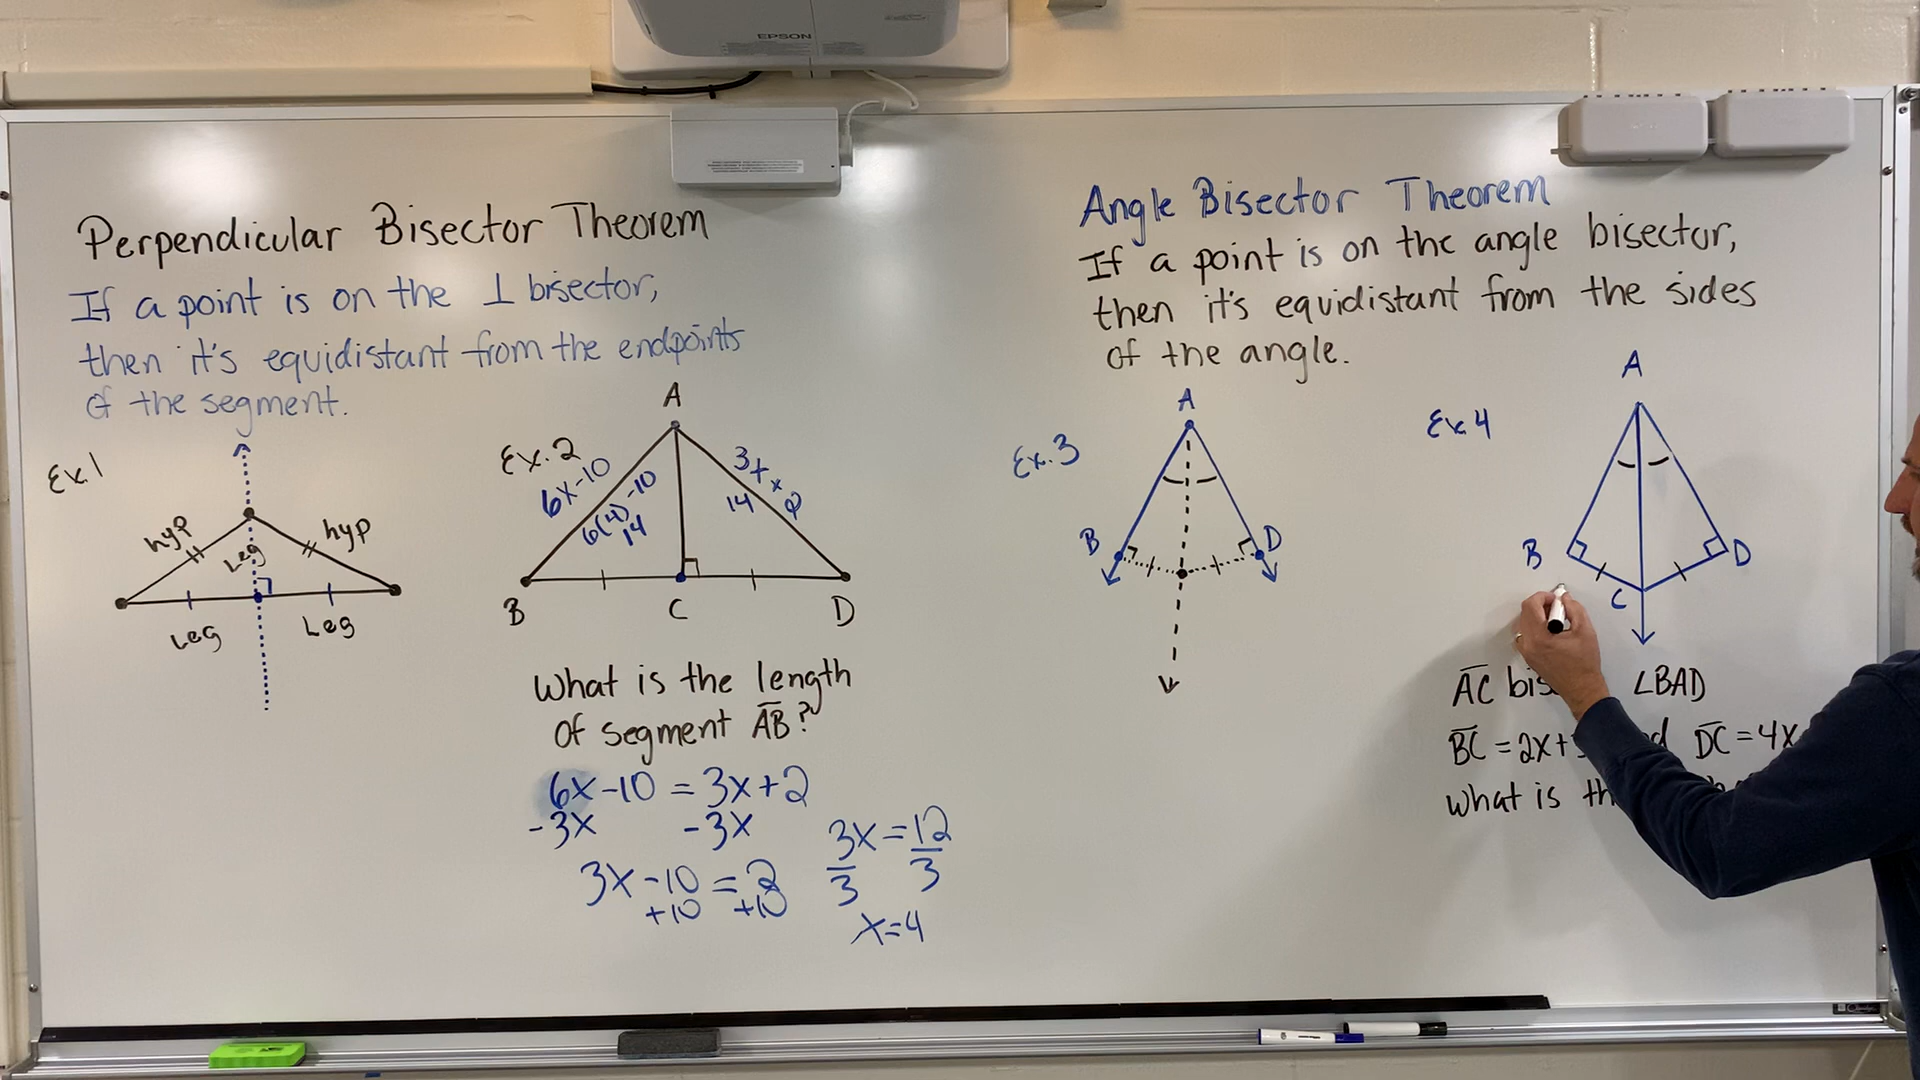 EPSON
Perpendicular Bisector Theorem
If a point is on the ⊥ bisector,
then it's equidistant from the endpoints
of the segment.
Ex.1
hyp
hyp
Leg
Leg
Leg
Ex.2
A
6x-10
6(4)-10
14
3x+2
14
B
C
D
What is the length
of segment AB?
6x-10 = 3x+2
-3x -3x
3x-10 = 2
+10 +10
3x = 12
3 3
x=4
Angle Bisector Theorem
If a point is on the angle bisector,
then it's equidistant from the sides
of the angle.
Ex.3
A
B
D
Ex 4
A
B
D
C
AC ∠BAD
BC = 2x+ DC = 4x
What is